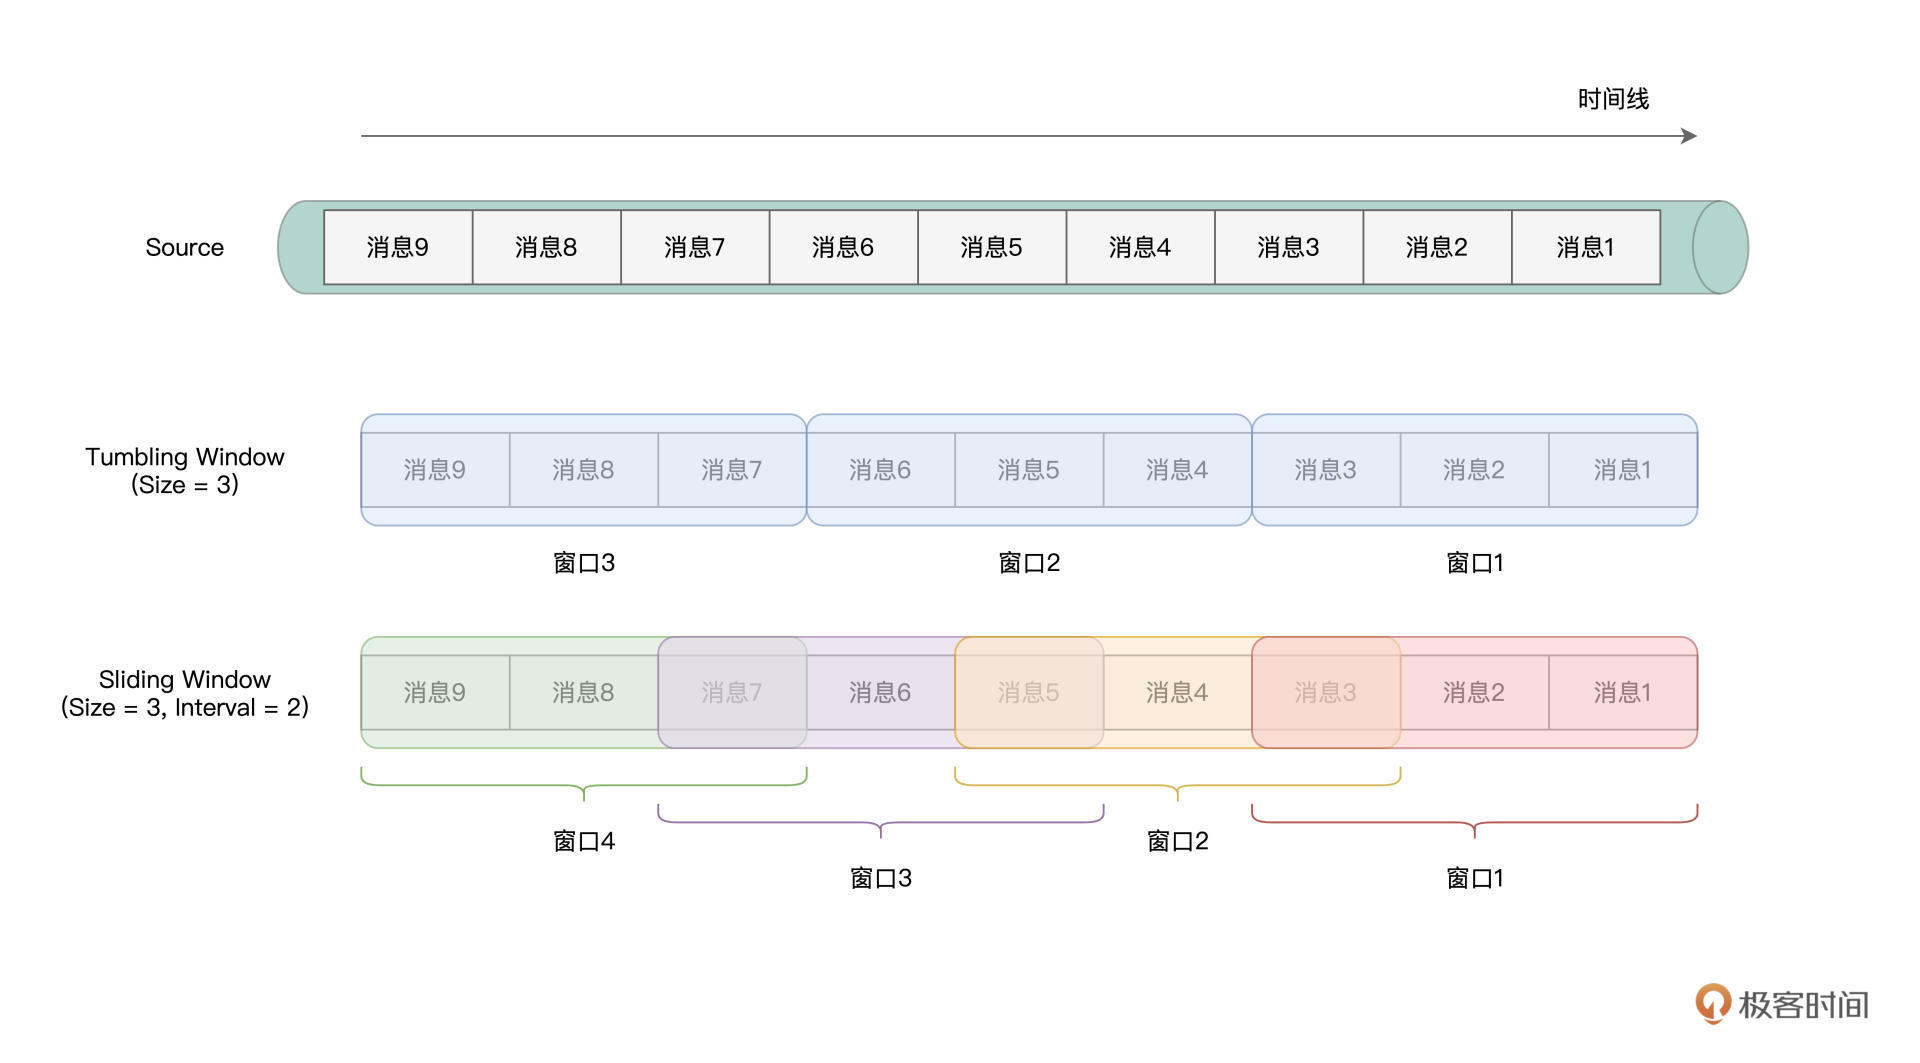 时间线
Source
消息9 消息8 消息7 消息6 消息5 消息4 消息3 消息2 消息1
Tumbling Window
(Size = 3)
消息9 消息8 消息7 消息6 消息5 消息4 消息3 消息2 消息1
窗口3 窗口2 窗口1
Sliding Window
(Size = 3, Interval = 2)
消息9 消息8 消息7 消息6 消息5 消息4 消息3 消息2 消息1
窗口4 窗口2
窗口3 窗口1
极客时间